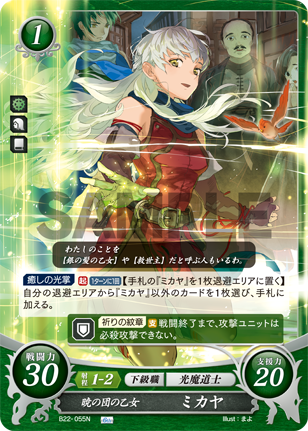 1
SAMPLE
わたしのことを
【銀の髪の乙女】や【救世主】だと呼ぶ人もいるわ。
癒しの光掌 起 1ターンに1回 【手札の『ミカヤ』を1枚退避エリアに置く】
自分の退避エリアから『ミカヤ』以外のカードを1枚選び、手札に
加える。
祈りの紋章 支 戦闘終了まで、攻撃ユニットは
必殺攻撃できない。
戦闘力
30
射程 1-2 下級職 光魔道士
支援力
20
暁の団の乙女 ミカヤ
B22-055N
Illust:まよ